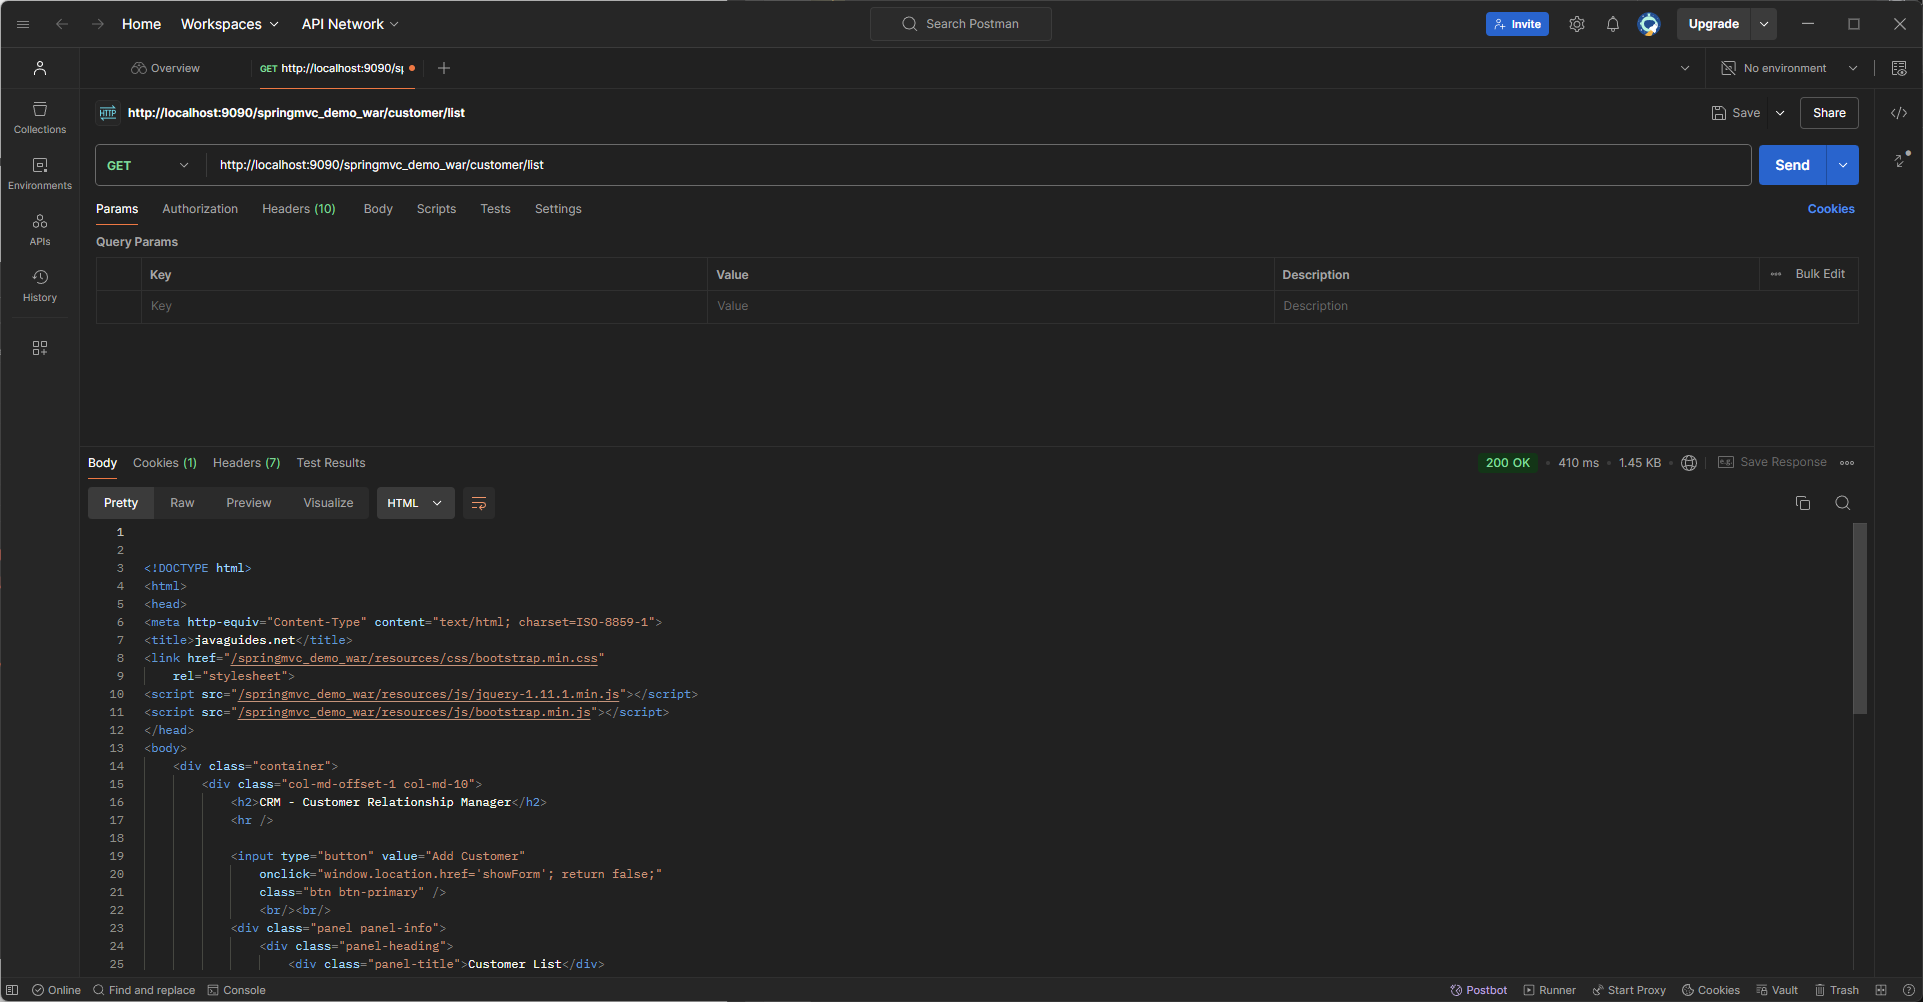 Home Workspaces API Network Search Postman Invite Upgrade
Overview GET http://localhost:9090/s No environment
HTTP http://localhost:9090/springmvc_demo_war/customer/list Save Share
Collections
GET http://localhost:9090/springmvc_demo_war/customer/list Send
Environments
Params Authorization Headers (10) Body Scripts Tests Settings Cookies
APIs
Query Params
Key Value Description Bulk Edit
History
Key Value Description
Body Cookies (1) Headers (7) Test Results 200 OK 410 ms 1.45 KB e.g. Save Response
Pretty Raw Preview Visualize HTML
1
2
3 <!DOCTYPE html>
4 <html>
5 <head>
6 <meta http-equiv="Content-Type" content="text/html; charset=ISO-8859-1">
7 <title>javaguides.net</title>
8 <link href="/springmvc_demo_war/resources/css/bootstrap.min.css"
9 rel="stylesheet">
10 <script src="/springmvc_demo_war/resources/js/jquery-1.11.1.min.js"></script>
11 <script src="/springmvc_demo_war/resources/js/bootstrap.min.js"></script>
12 </head>
13 <body>
14 <div class="container">
15 <div class="col-md-offset-1 col-md-10">
16 <h2>CRM - Customer Relationship Manager</h2>
17 <hr />
18
19 <input type="button" value="Add Customer"
20 onclick="window.location.href='showForm'; return false;"
21 class="btn btn-primary" />
22 <br/><br/>
23 <div class="panel panel-info">
24 <div class="panel-heading">
25 <div class="panel-title">Customer List</div>
Online Find and replace Console Postbot Runner Start Proxy Cookies Vault Trash